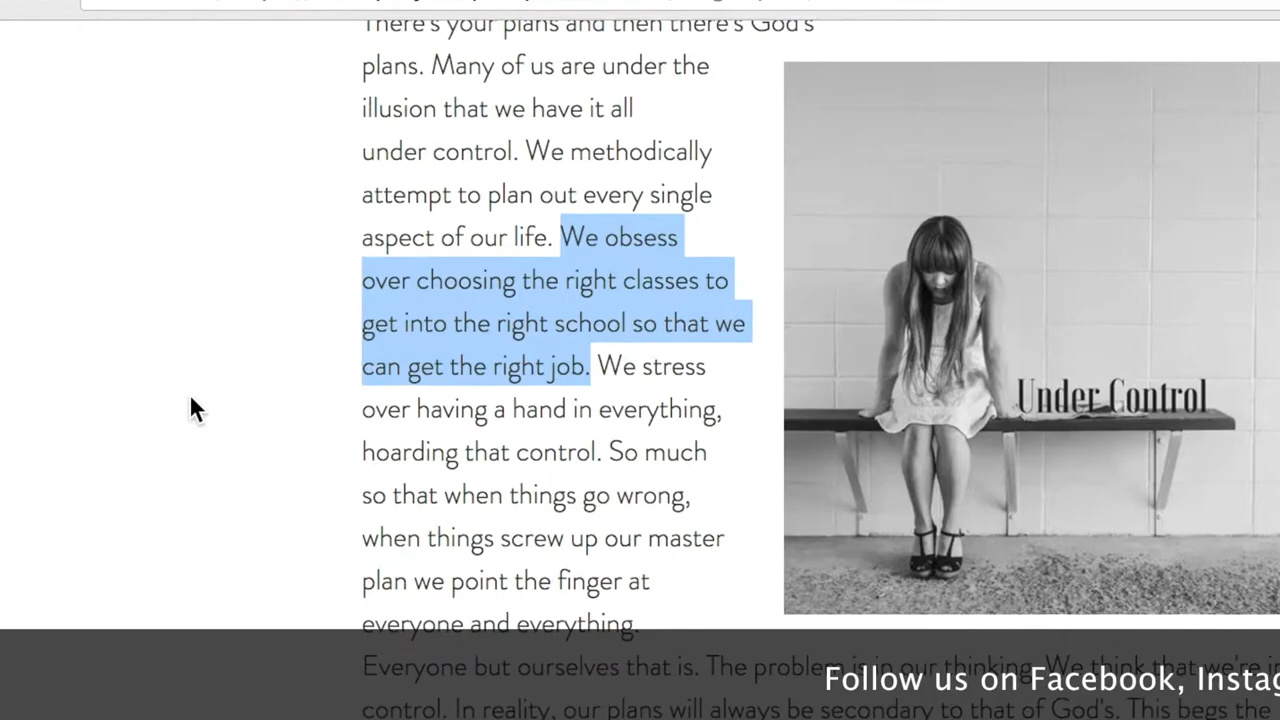 There's your plans and then there's God's
plans. Many of us are under the
illusion that we have it all
under control. We methodically
attempt to plan out every single
aspect of our life. We obsess
over choosing the right classes to
get into the right school so that we
can get the right job. We stress
over having a hand in everything,
hoarding that control. So much
so that when things go wrong,
when things screw up our master
plan we point the finger at
everyone and everything.
Everyone but ourselves that is. The problem is in our thinking. We think that we're
control. In reality, our plans will always be secondary to that of God's. This begs the
Under Control
Follow us on Facebook,